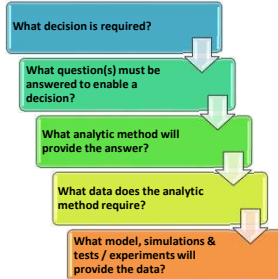 What decision is required?
What question(s) must be
answered to enable a
decision?
What analytic method will
provide the answer?
What data does the analytic
method require?
What model, simulations &
tests / experiments will
provide the data?